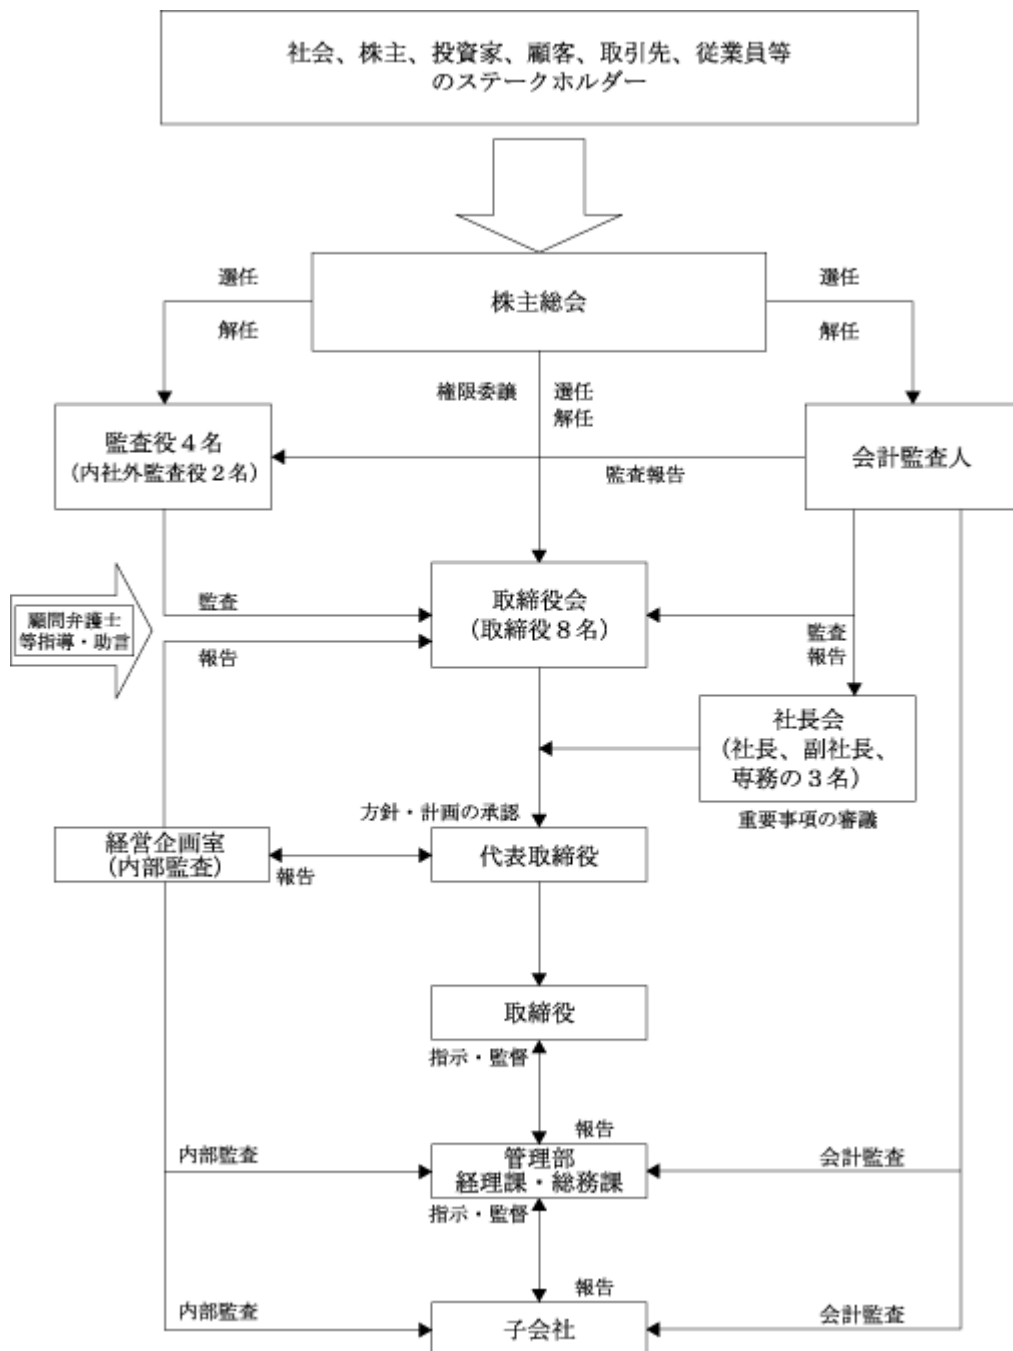 社会、株主、投資家、顧客、取引先、従業員等
のステークホルダー
選任
解任
株主総会
選任
解任
権限委譲
選任
解任
監査役４名
（内社外監査役２名）
会計監査人
監査報告
顧問弁護士
等指導・助言
監査
報告
取締役会
（取締役８名）
監査
報告
社長会
（社長、副社長、
専務の３名）
重要事項の審議
方針・計画の承認
経営企画室
（内部監査）
報告
代表取締役
取締役
指示・監督
報告
内部監査
管理部
経理課・総務課
会計監査
指示・監督
報告
内部監査
子会社
会計監査